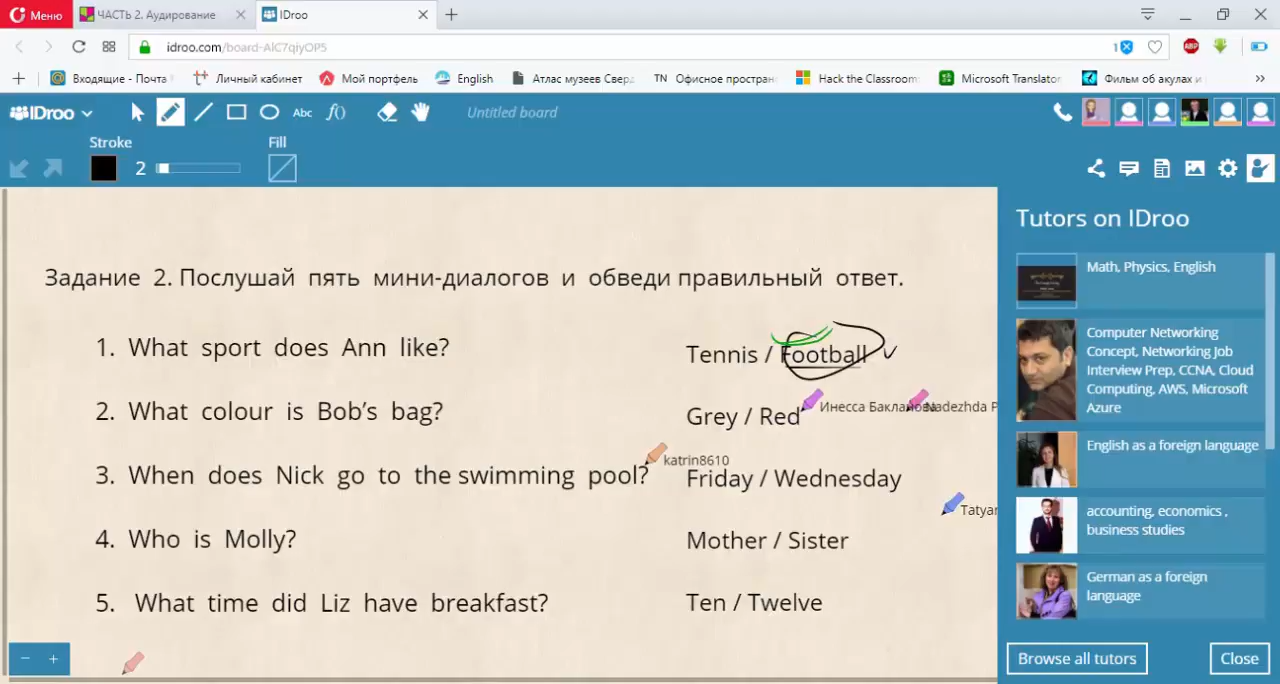 Меню
ЧАСТЬ 2. Аудирование
IDroo
idroo.com/board-AlC7qiyOP5
1
ABP
Входящие - Почта
Личный кабинет
Мой портфель
English
Атлас музеев Сверд
TN Офисное простран
Hack the Classroom
Microsoft Translator
Фильм об акулах и
IDroo
Abc
f()
Untitled board
Stroke
Fill
2
Tutors on IDroo
Math, Physics, English
Computer Networking
Concept, Networking Job
Interview Prep, CCNA, Cloud
Computing, AWS, Microsoft
Azure
English as a foreign language
accounting, economics ,
business studies
German as a foreign
language
Browse all tutors
Close
Задание 2. Послушай пять мини-диалогов и обведи правильный ответ.
1. What sport does Ann like?
Tennis / Football
2. What colour is Bob's bag?
Grey / Red
Инесса Бакланова
Nadezhda P
3. When does Nick go to the swimming pool?
katrin8610
Friday / Wednesday
Tatyan
4. Who is Molly?
Mother / Sister
5. What time did Liz have breakfast?
Ten / Twelve